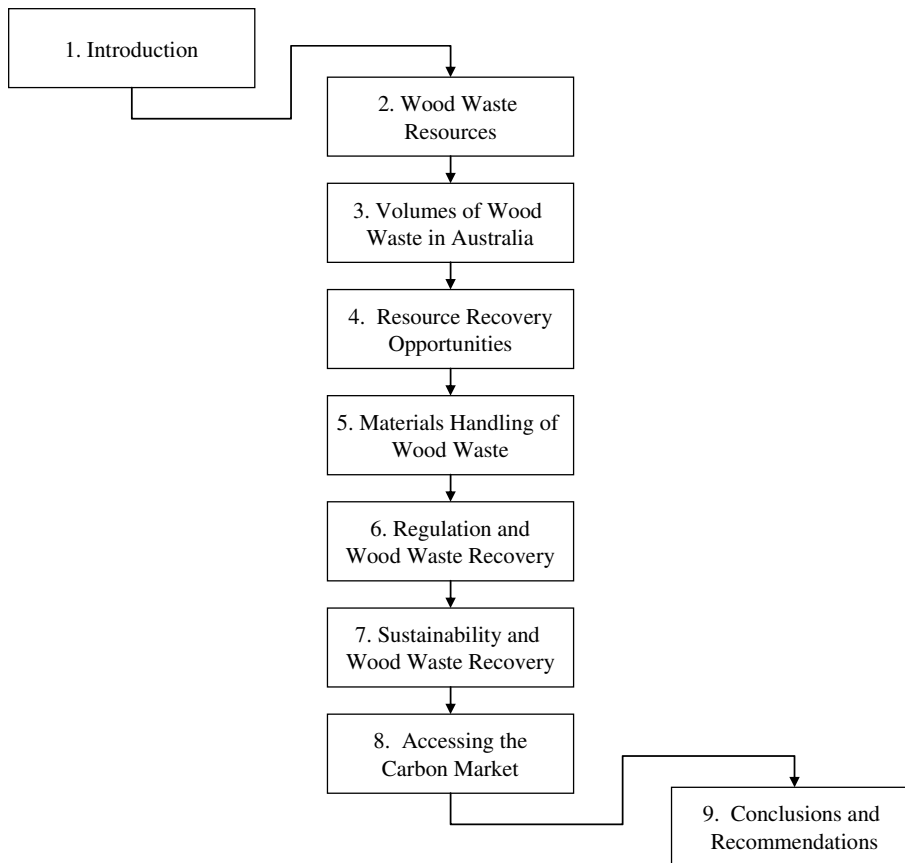 1. Introduction
2. Wood Waste
Resources
3. Volumes of Wood
Waste in Australia
4. Resource Recovery
Opportunities
5. Materials Handling of
Wood Waste
6. Regulation and
Wood Waste Recovery
7. Sustainability and
Wood Waste Recovery
8. Accessing the
Carbon Market
9. Conclusions and
Recommendations